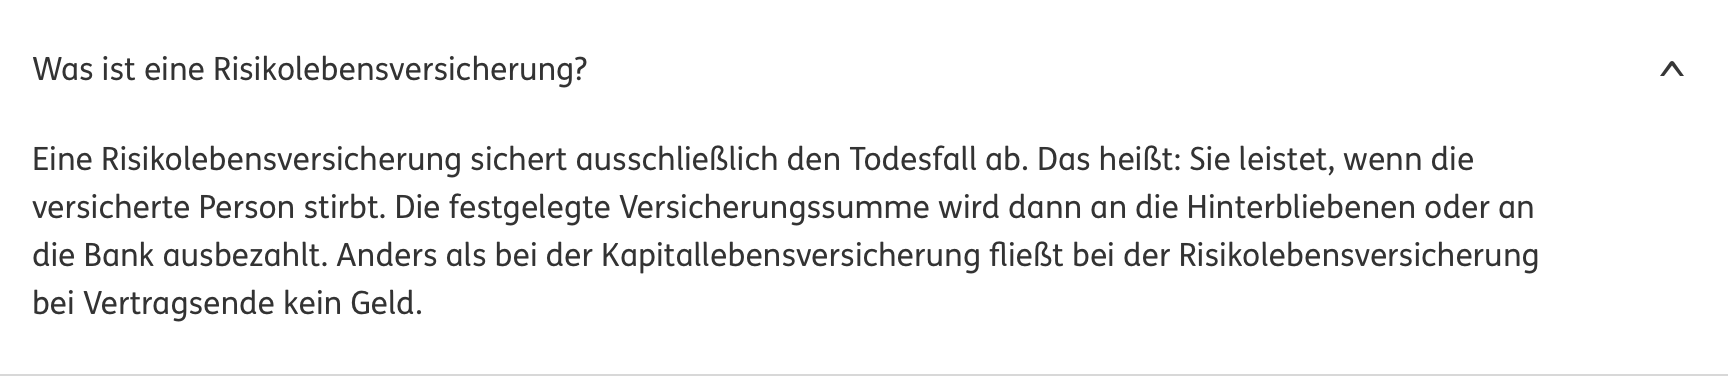 Was ist eine Risikolebensversicherung?
Eine Risikolebensversicherung sichert ausschließlich den Todesfall ab. Das heißt: Sie leistet, wenn die
versicherte Person stirbt. Die festgelegte Versicherungssumme wird dann an die Hinterbliebenen oder an
die Bank ausbezahlt. Anders als bei der Kapitallebensversicherung fließt bei der Risikolebensversicherung
bei Vertragsende kein Geld.